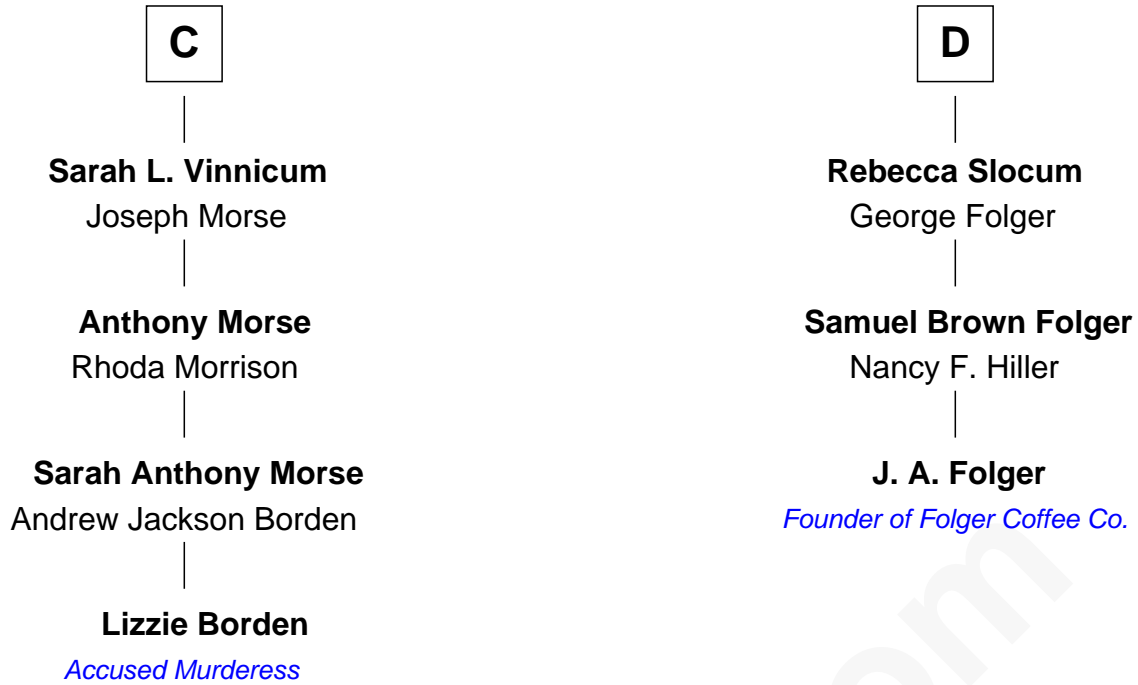 C
Sarah L. Vinnicum
Joseph Morse
Anthony Morse
Rhoda Morrison
Sarah Anthony Morse
Andrew Jackson Borden
Lizzie Borden
Accused Murderess
D
Rebecca Slocum
George Folger
Samuel Brown Folger
Nancy F. Hiller
J. A. Folger
Founder of Folger Coffee Co.
om